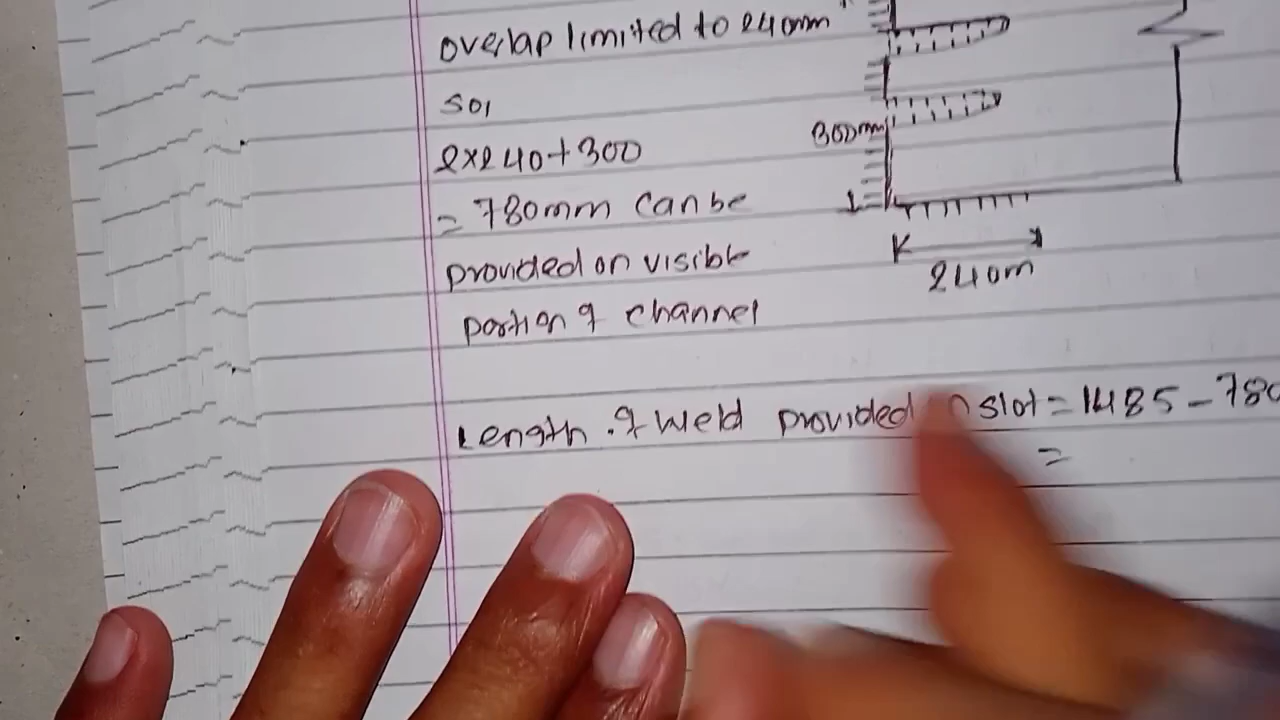 overlap limited to 240mm
so,
2x240+300
= 780mm can be
provided on visible
portion of channel
300mm
240m
Length of weld provided slot = 1485 - 780
=